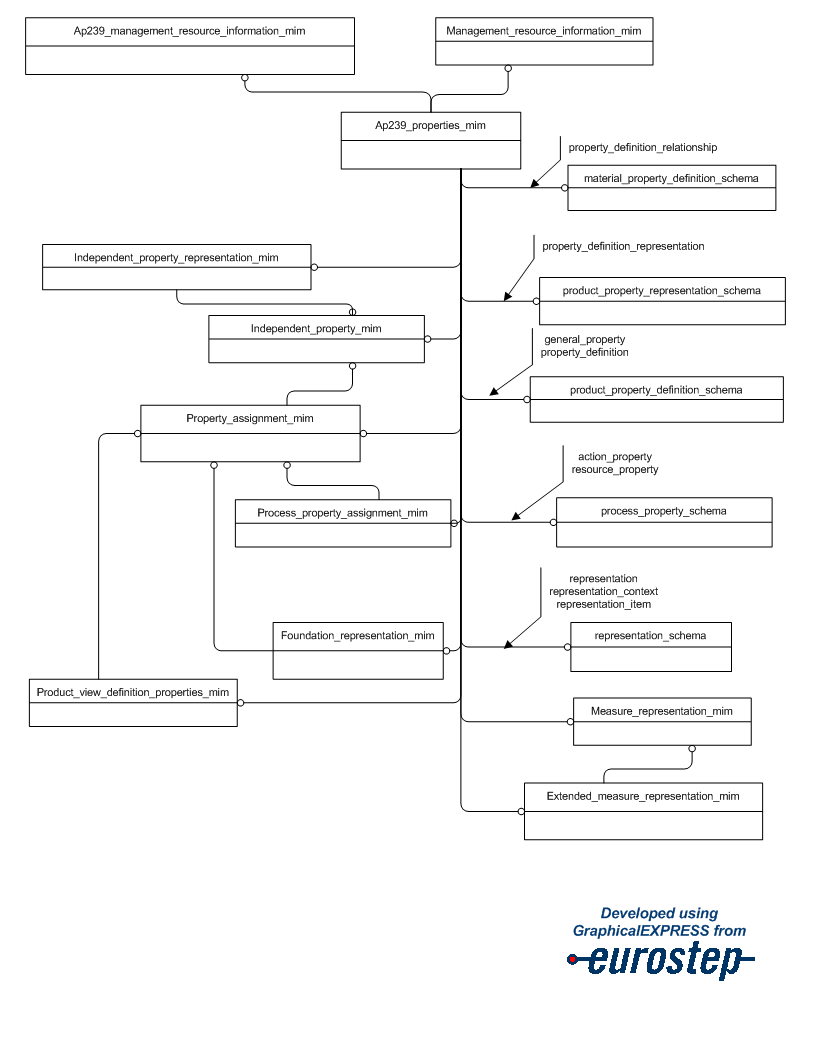 Ap239_management_resource_information_mim
Management_resource_information_mim
Ap239_properties_mim
property_definition_relationship
material_property_definition_schema
property_definition_representation
Independent_property_representation_mim
product_property_representation_schema
Independent_property_mim
general_property
property_definition
product_property_definition_schema
Property_assignment_mim
action_property
resource_property
Process_property_assignment_mim
process_property_schema
representation
representation_context
representation_item
Foundation_representation_mim
representation_schema
Product_view_definition_properties_mim
Measure_representation_mim
Extended_measure_representation_mim
Developed using
GraphicalEXPRESS from
eurostep